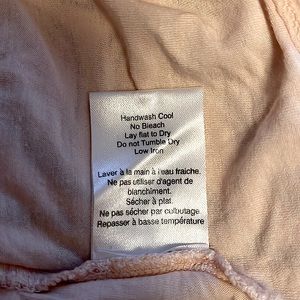 Handwash Cool
No Bleach
Lay flat to Dry
Do not Tumble Dry
Low Iron
Laver à la main à l'eau fraiche.
Ne pas utiliser d'agent de
blanchiment.
Sécher à plat.
Ne pas sécher par culbutage.
Repasser à basse température